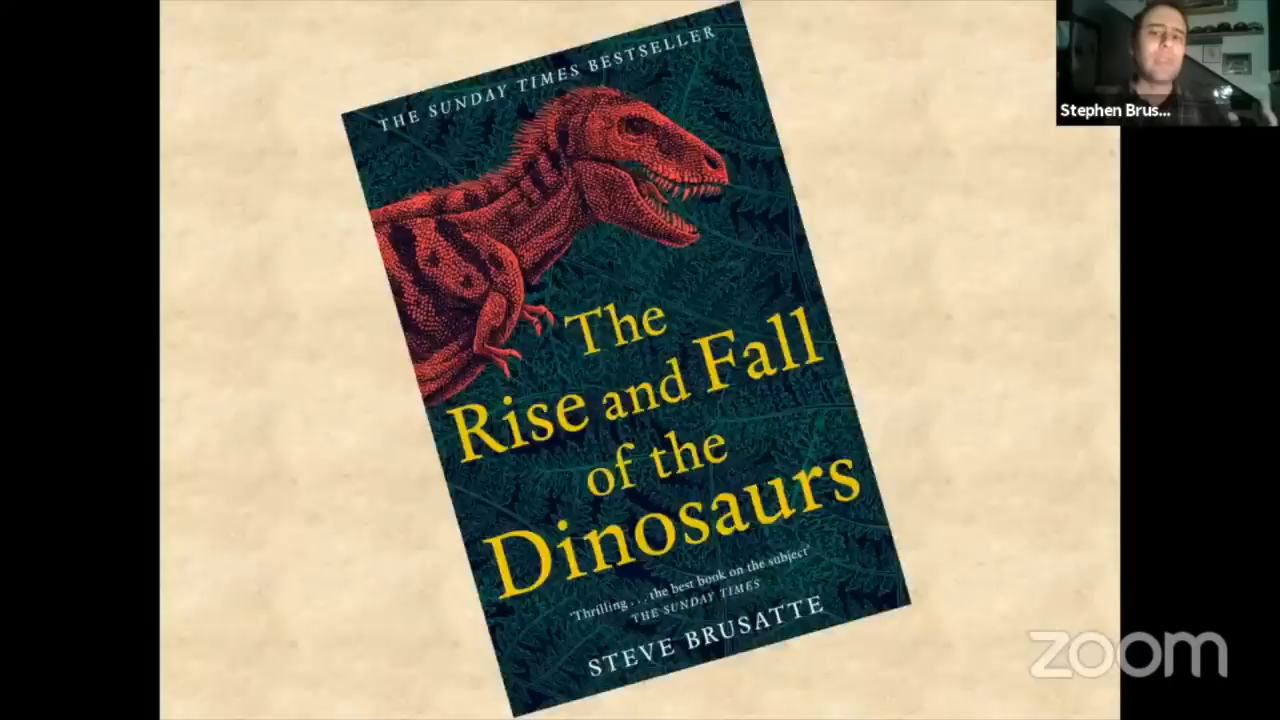 THE SUNDAY TIMES BESTSELLER
The
Rise and Fall
of the
Dinosaurs
'Thrilling . . . the best book on the subject'
THE SUNDAY TIMES
STEVE BRUSATTE
Stephen Brus...
zoom